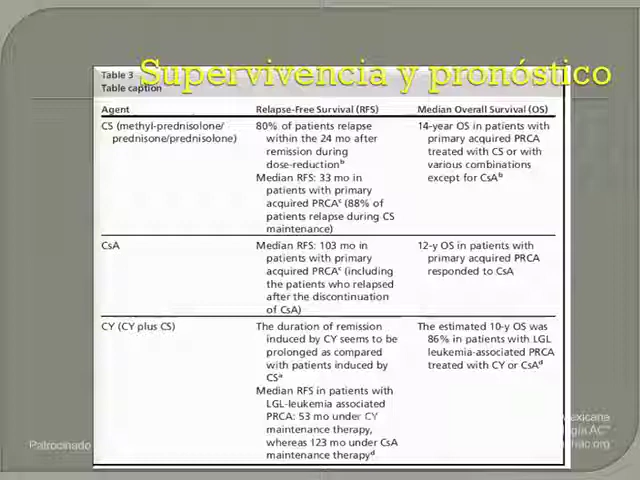 Supervivencia y pronóstico
Table 3
Table caption
Agent Relapse-Free Survival (RFS) Median Overall Survival (OS)
CS (methyl-prednisolone/
prednisone/prednisolone)
80% of patients relapse
within the 24 mo after
remission during
dose-reductionᵇ
Median RFS: 33 mo in
patients with primary
acquired PRCAᶜ (88% of
patients relapse during CS
maintenance)
14-year OS in patients with
primary acquired PRCA
treated with CS or with
various combinations
except for CsAᵇ
CsA
Median RFS: 103 mo in
patients with primary
acquired PRCAᶜ (including
the patients who relapsed
after the discontinuation
of CsA)
12-y OS in patients with
primary acquired PRCA
responded to CsA
CY (CY plus CS)
The duration of remission
induced by CY seems to be
prolonged as compared
with patients induced by
CSᵃ
Median RFS in patients with
LGL-leukemia associated
PRCA: 53 mo under CY
maintenance therapy,
whereas 123 mo under CsA
maintenance therapyᵈ
The estimated 10-y OS was
86% in patients with LGL
leukemia-associated PRCA
treated with CY or CsAᵈ
Patrocinado